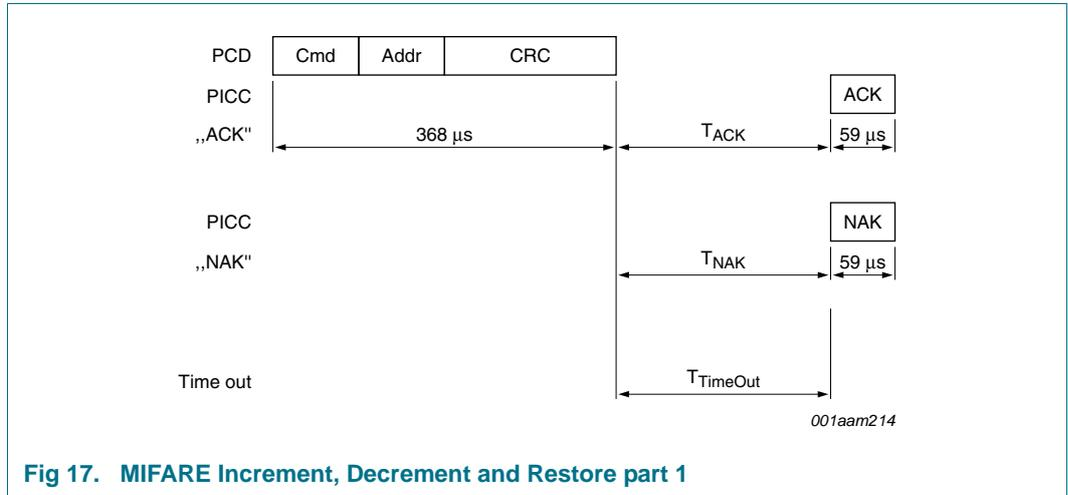 PCD Cmd Addr CRC
PICC ACK
,,ACK" 368 μs TACK 59 μs
PICC NAK
,,NAK" TNAK 59 μs
Time out TTimeOut
001aam214
Fig 17. MIFARE Increment, Decrement and Restore part 1